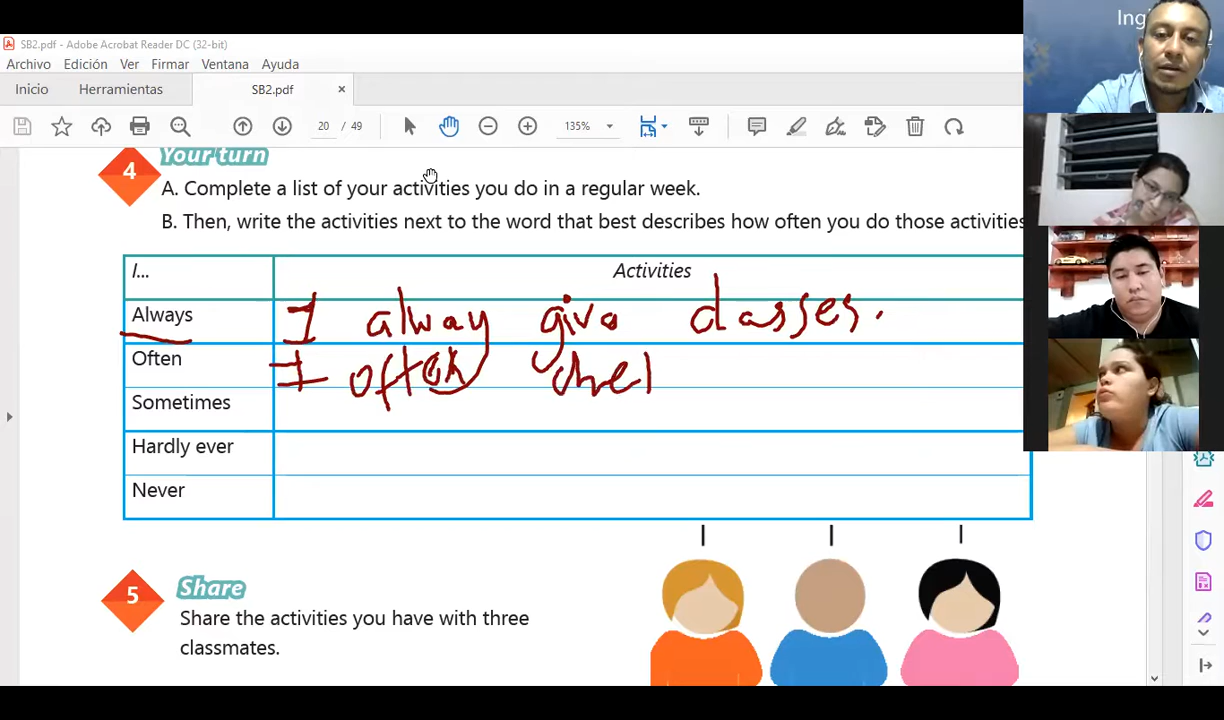 Ing
SB2.pdf - Adobe Acrobat Reader DC (32-bit)
Archivo Edición Ver Firmar Ventana Ayuda
Inicio Herramientas SB2.pdf ×
20 / 49 135%
4 Your turn
A. Complete a list of your activities you do in a regular week.
B. Then, write the activities next to the word that best describes how often you do those activities
I... Activities
Always I alway give classes.
Often I often chel
Sometimes
Hardly ever
Never
5 Share
Share the activities you have with three
classmates.